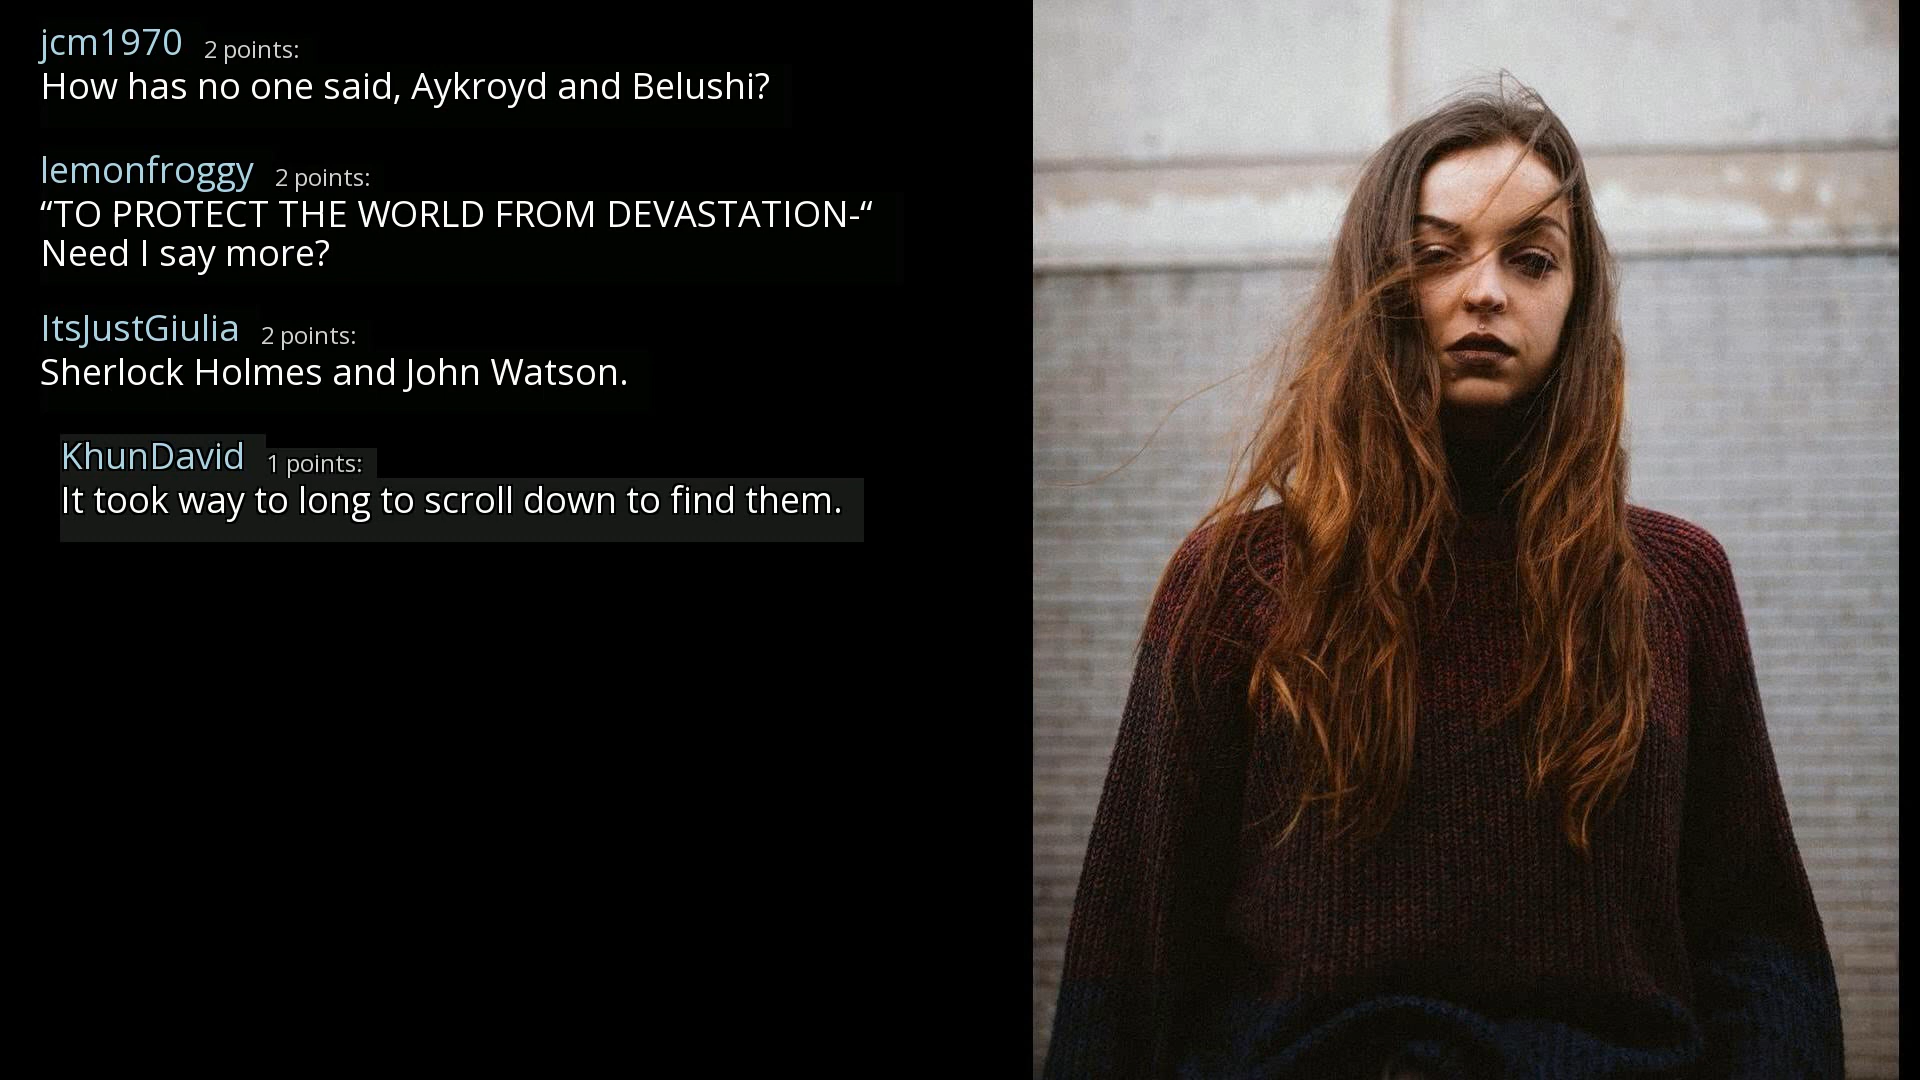 jcm1970 2 points:
How has no one said, Aykroyd and Belushi?
lemonfroggy 2 points:
“TO PROTECT THE WORLD FROM DEVASTATION-“
Need I say more?
ItsJustGiulia 2 points:
Sherlock Holmes and John Watson.
KhunDavid 1 points:
It took way to long to scroll down to find them.